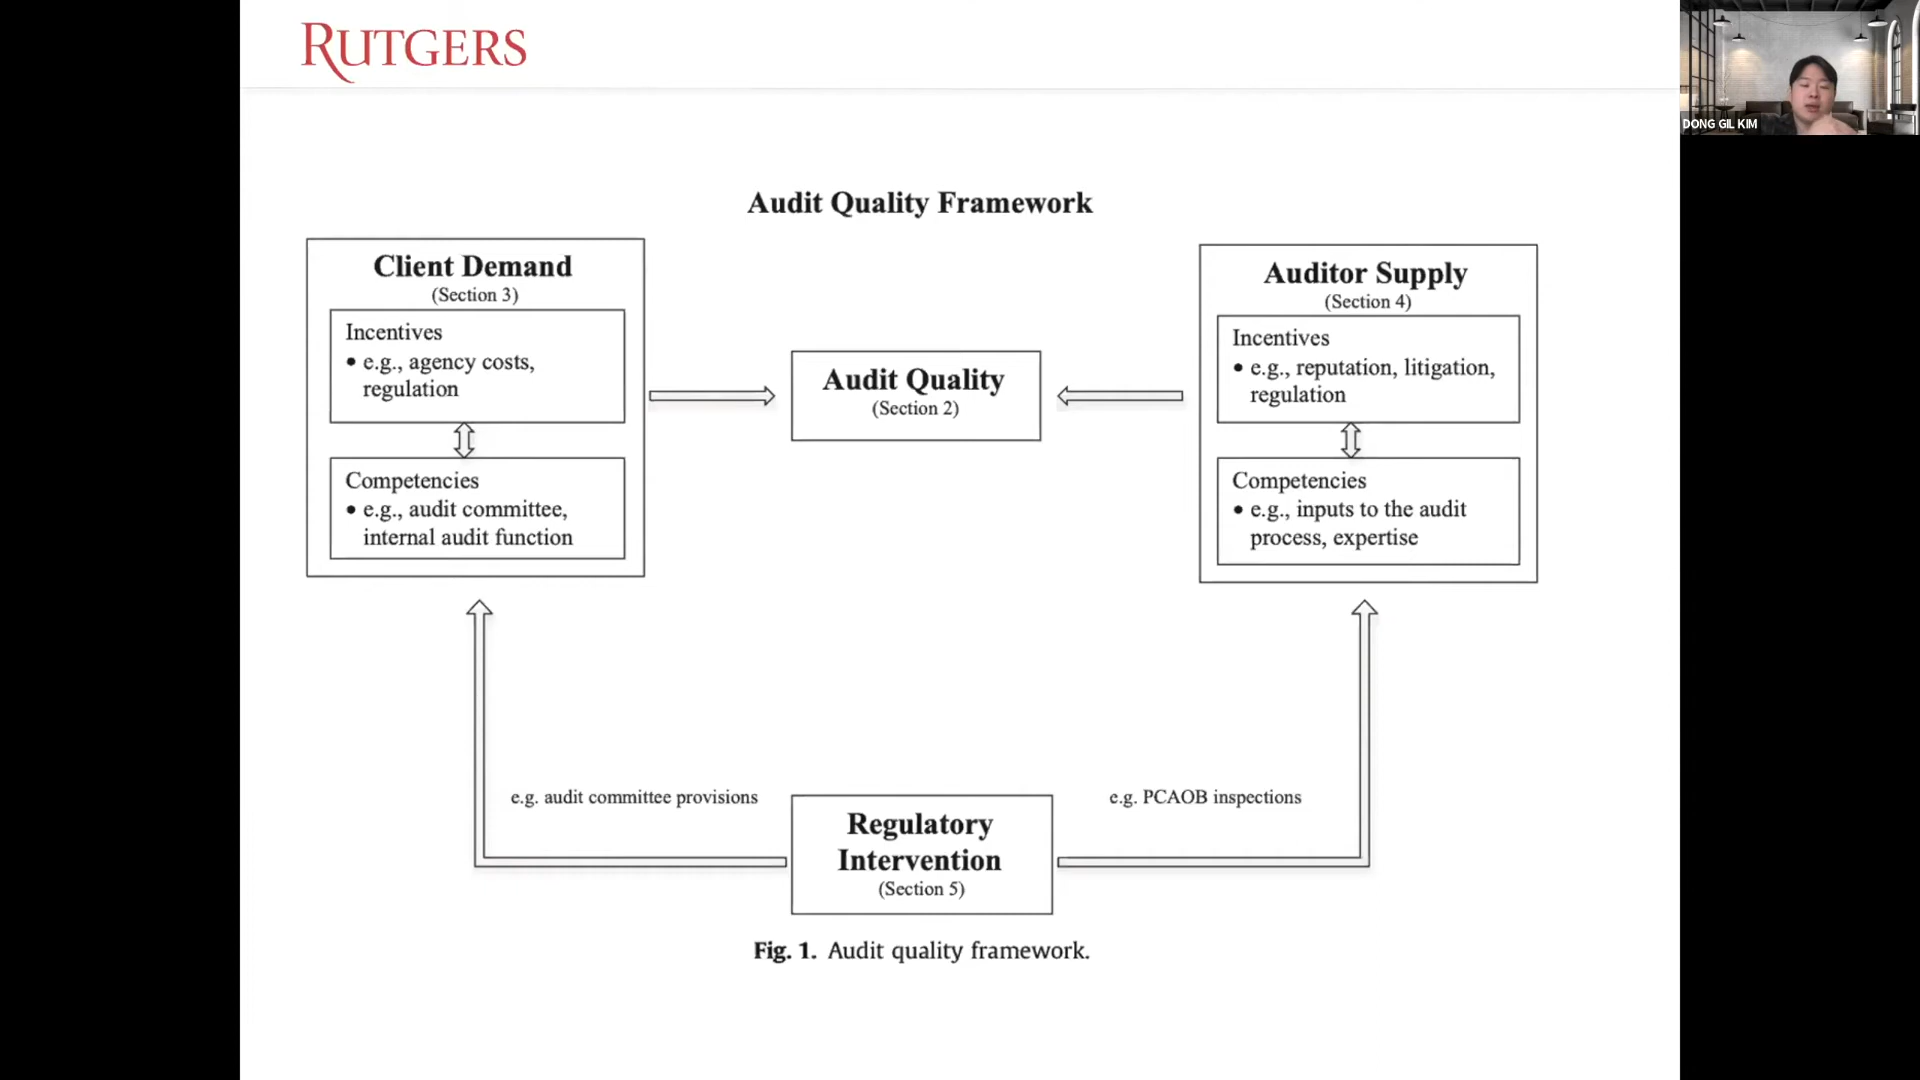 RUTGERS
DONG GIL KIM
Audit Quality Framework
Client Demand
(Section 3)
Incentives
• e.g., agency costs,
regulation
Competencies
• e.g., audit committee,
internal audit function
Audit Quality
(Section 2)
Auditor Supply
(Section 4)
Incentives
• e.g., reputation, litigation,
regulation
Competencies
• e.g., inputs to the audit
process, expertise
e.g. audit committee provisions
Regulatory
Intervention
(Section 5)
e.g. PCAOB inspections
Fig. 1. Audit quality framework.